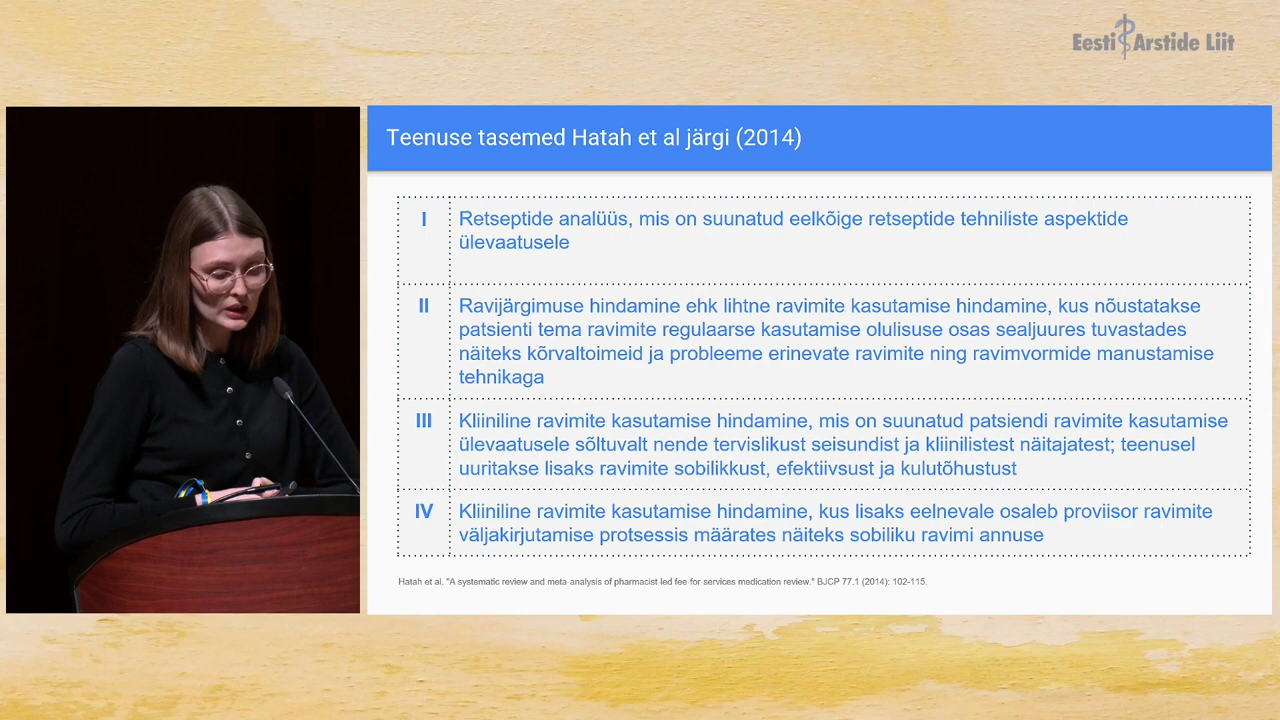 Eesti Arstide Liit
Teenuse tasemed Hatah et al järgi (2014)
I
Retseptide analüüs, mis on suunatud eelkõige retseptide tehniliste aspektide
ülevaatusele
II
Ravijärgimuse hindamine ehk lihtne ravimite kasutamise hindamine, kus nõustatakse
patsienti tema ravimite regulaarse kasutamise olulisuse osas sealjuures tuvastades
näiteks kõrvaltoimeid ja probleeme erinevate ravimite ning ravimvormide manustamise
tehnikaga
III
Kliiniline ravimite kasutamise hindamine, mis on suunatud patsiendi ravimite kasutamise
ülevaatusele sõltuvalt nende tervislikust seisundist ja kliinilistest näitajatest; teenusel
uuritakse lisaks ravimite sobilikkust, efektiivsust ja kulutõhustust
IV
Kliiniline ravimite kasutamise hindamine, kus lisaks eelnevale osaleb proviisor ravimite
väljakirjutamise protsessis määrates näiteks sobiliku ravimi annuse
Hatah et al. "A systematic review and meta-analysis of pharmacist-led fee-for-services medication review." BJCP 77.1 (2014): 102-115.